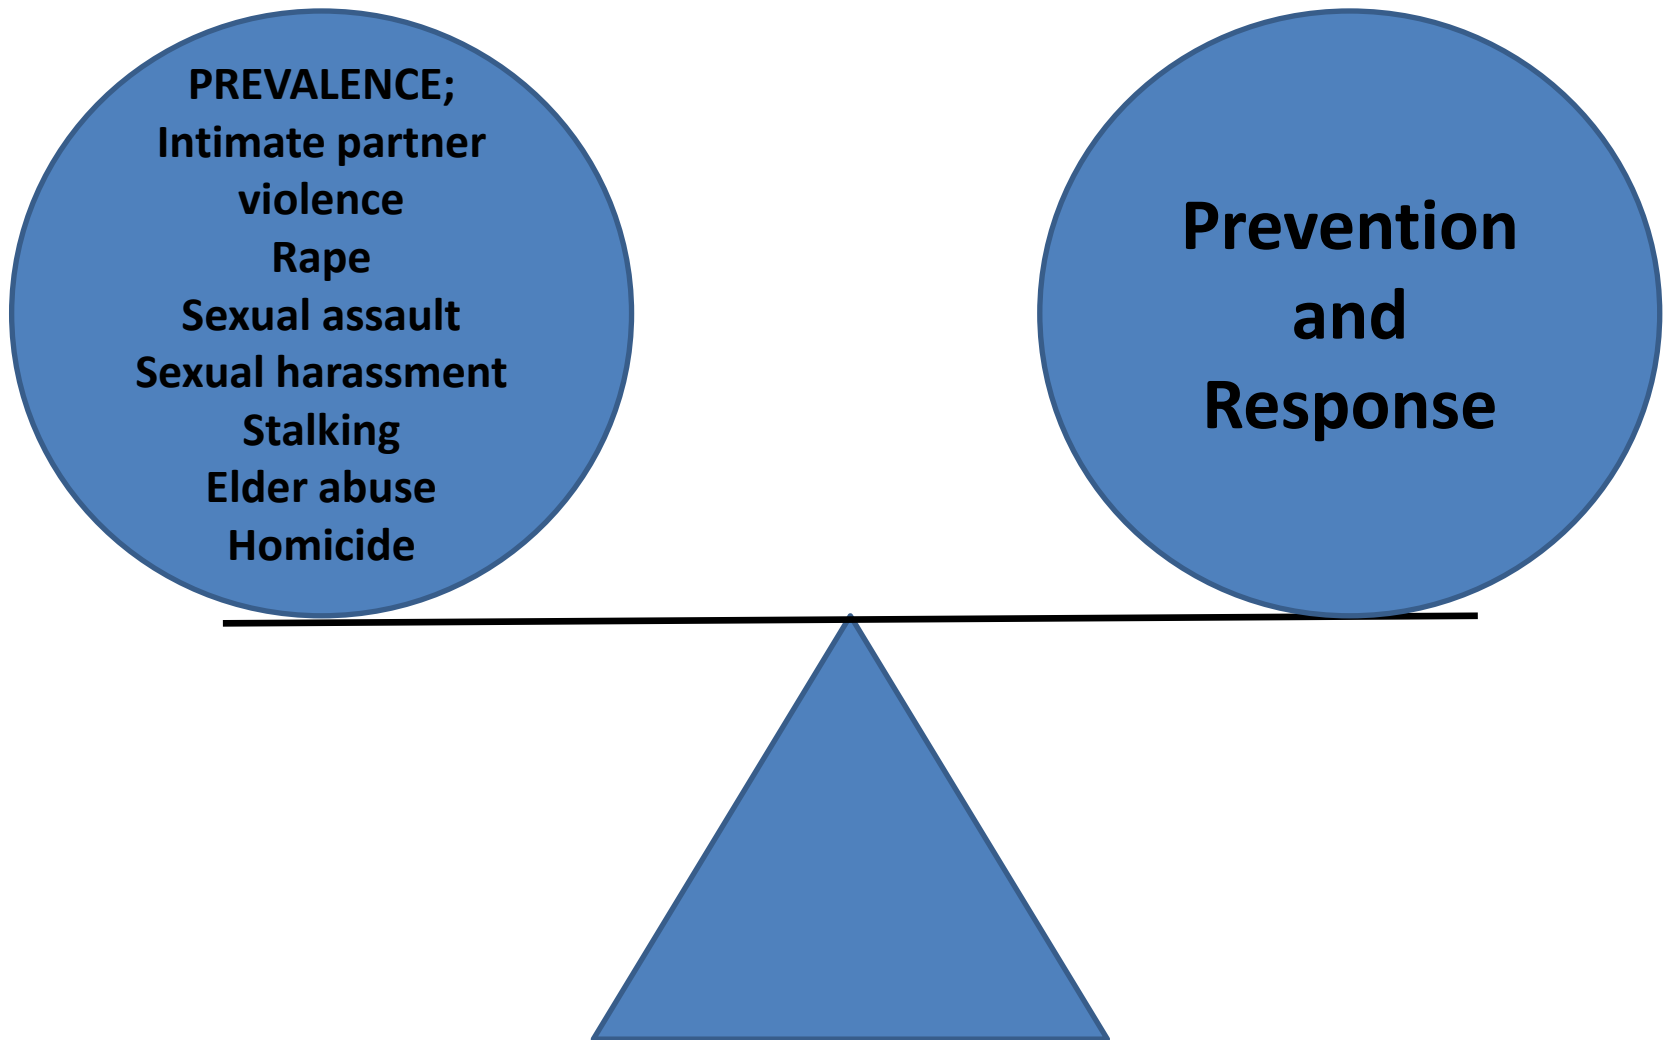 PREVALENCE;
Intimate partner
violence
Rape
Sexual assault
Sexual harassment
Stalking
Elder abuse
Homicide
Prevention
and
Response